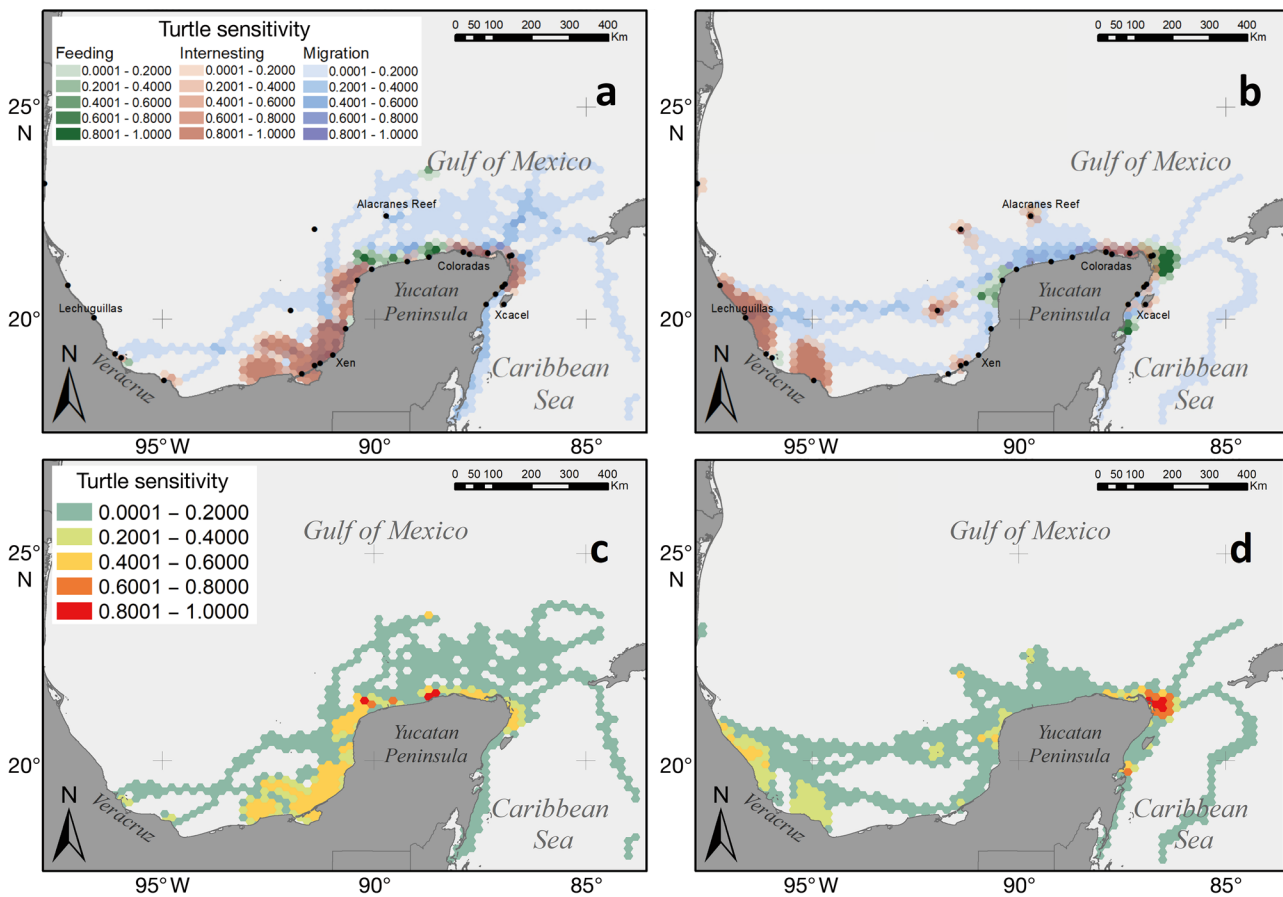 Turtle sensitivity
Feeding Internesting Migration
0.0001 - 0.2000 0.0001 - 0.2000 0.0001 - 0.2000
0.2001 - 0.4000 0.2001 - 0.4000 0.2001 - 0.4000
0.4001 - 0.6000 0.4001 - 0.6000 0.4001 - 0.6000
0.6001 - 0.8000 0.6001 - 0.8000 0.6001 - 0.8000
0.8001 - 1.0000 0.8001 - 1.0000 0.8001 - 1.0000
0 50 100 200 300 400
Km
a
25°
N
Gulf of Mexico
Alacranes Reef
Coloradas
Yucatan
Peninsula
Lechuguillas
20°
Xcacel
N
Veracruz
Xen
Caribbean
Sea
95°W 90° 85°
0 50 100 200 300 400
Km
b
25°
N
Gulf of Mexico
Alacranes Reef
Coloradas
Yucatan
Peninsula
Lechuguillas
20°
Xcacel
N
Veracruz
Xen
Caribbean
Sea
95°W 90° 85°
Turtle sensitivity
0.0001 – 0.2000
0.2001 – 0.4000
0.4001 – 0.6000
0.6001 – 0.8000
0.8001 – 1.0000
0 50 100 200 300 400
Km
Gulf of Mexico
c
25°
N
Yucatan
Peninsula
20°
N
Veracruz
Caribbean
Sea
95°W 90° 85°
0 50 100 200 300 400
Km
Gulf of Mexico
d
25°
N
Yucatan
Peninsula
20°
N
Veracruz
Caribbean
Sea
95°W 90° 85°